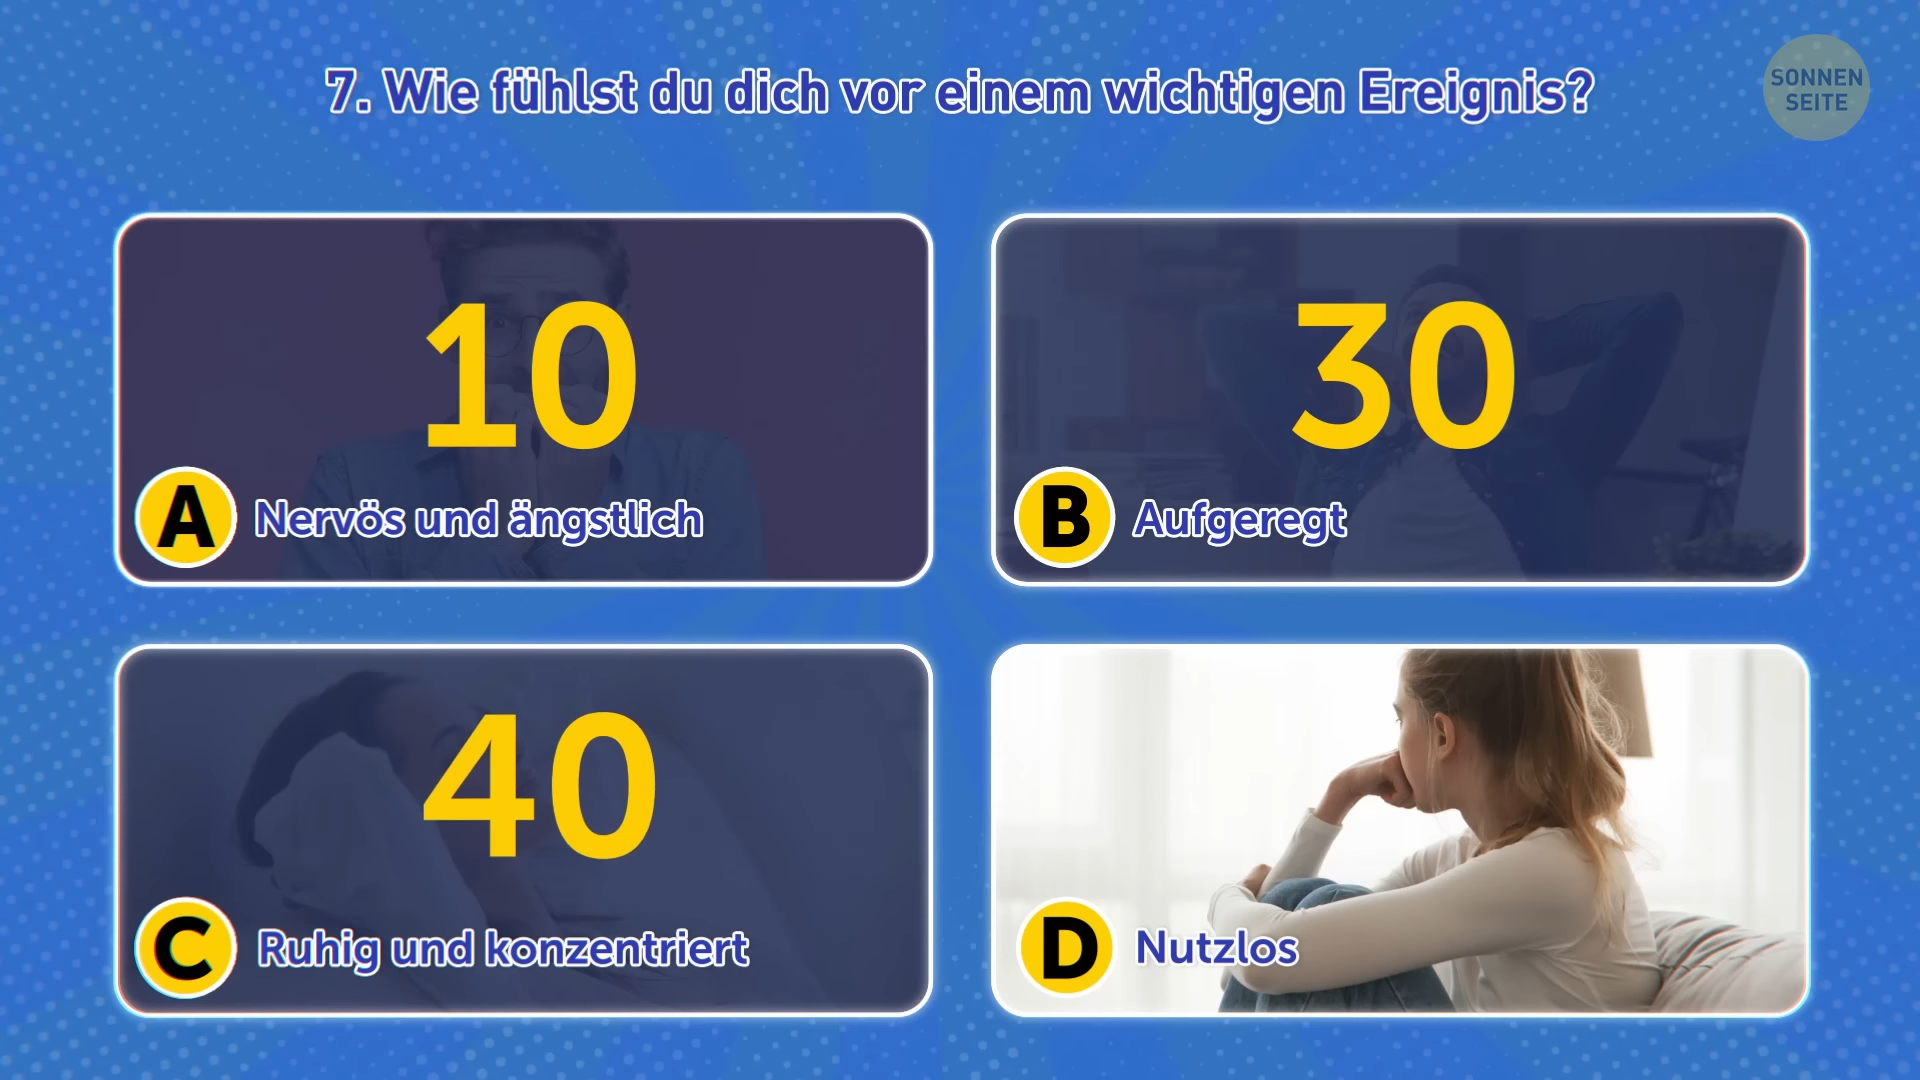 7. Wie fühlst du dich vor einem wichtigen Ereignis?
SONNEN
SEITE
10
30
A Nervös und ängstlich
B Aufgeregt
40
C Ruhig und konzentriert
D Nutzlos